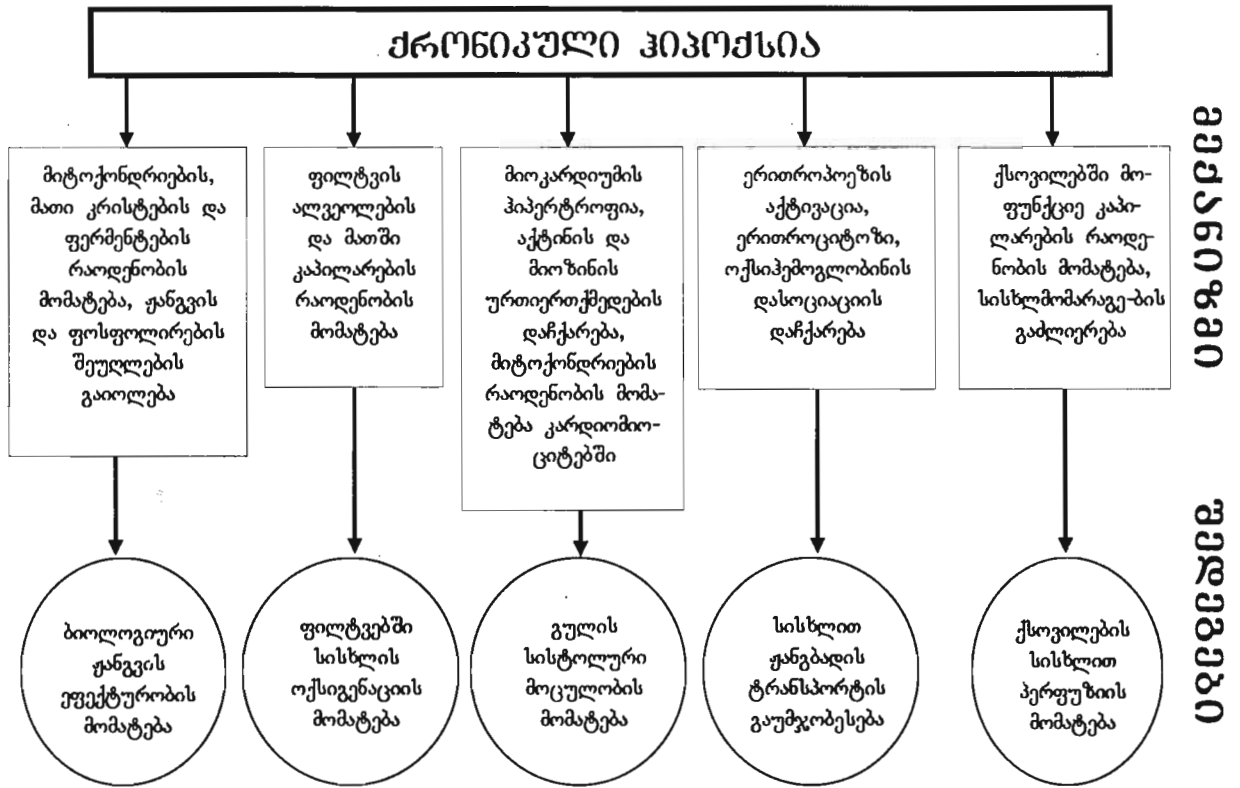 ქრონიკული ჰიპოქსია
მიტოქონდრიების,
მათი კრისტების და
ფერმენტების
რაოდენობის
მომატება, ჟანგვის
და ფოსფოლირების
შეუღლების
გაიოლება
ფილტვის
ალვეოლების
და მათში
კაპილარების
რაოდენობის
მომატება
მიოკარდიუმის
ჰიპერტროფია,
აქტინის და
მიოზინის
ურთიერთქმედების
დაჩქარება,
მიტოქონდრიების
რაოდენობის მომა-
ტება კარდიომიო-
ციტებში
ერითროპოეზის
აქტივაცია,
ერითროციტოზი,
ოქსიჰემოგლობინის
დასოციაციის
დაჩქარება
ქსოვილებში მო-
ფუნქციე კაპი-
ლარების რაოდე-
ნობის მომატება,
სისხლმომარაგე-ბის
გაძლიერება
მექანიზმი
ბიოლოგიური
ჟანგვის
ეფექტურობის
მომატება
ფილტვებში
სისხლის
ოქსიგენაციის
მომატება
გულის
სისტოლური
მოცულობის
მომატება
სისხლით
ჟანგბადის
ტრანსპორტის
გაუმჯობესება
ქსოვილების
სისხლით
პერფუზიის
მომატება
შედეგები